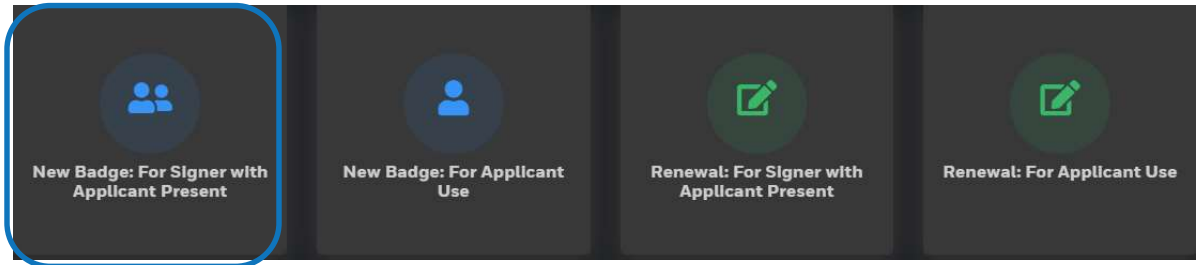 New Badge: For Signer with
Applicant Present
New Badge: For Applicant
Use
Renewal: For Signer with
Applicant Present
Renewal: For Applicant Use